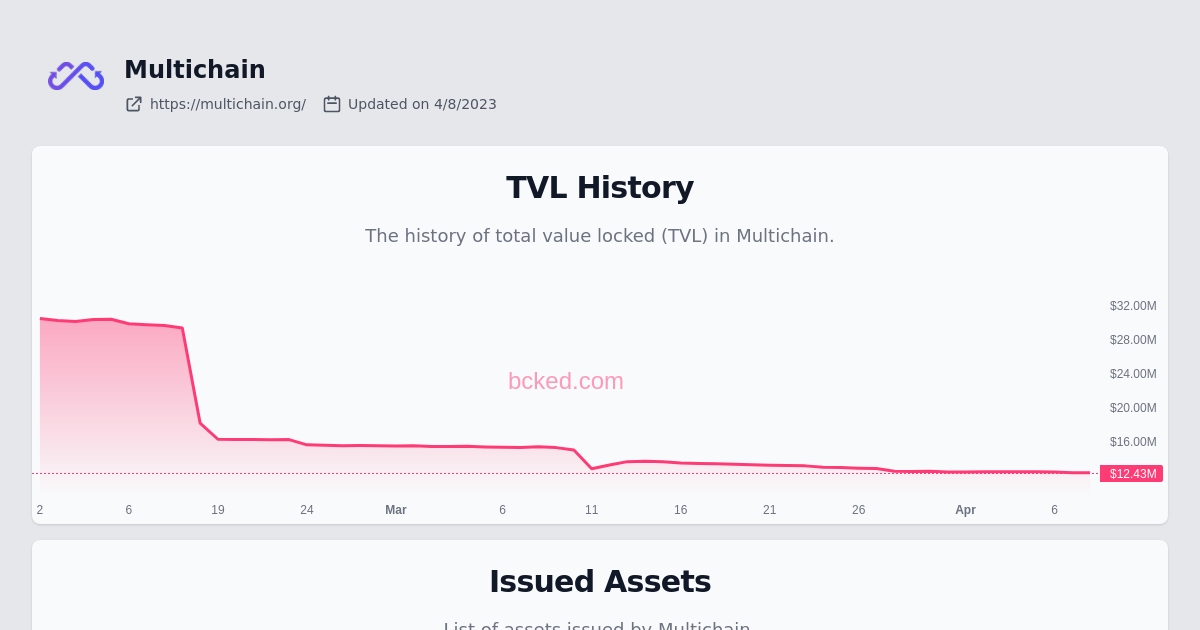 Multichain
https://multichain.org/ Updated on 4/8/2023
TVL History
The history of total value locked (TVL) in Multichain.
$32.00M
$28.00M
$24.00M
bcked.com
$20.00M
$16.00M
$12.43M
2 6 19 24 Mar 6 11 16 21 26 Apr 6
Issued Assets
List of assets issued by Multichain.